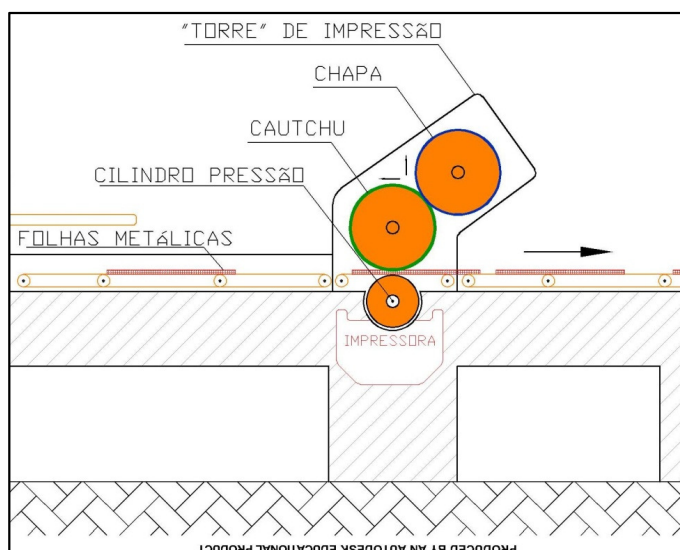 "TORRE" DE IMPRESSÃO
CHAPA
CAUTCHU
CILINDRO PRESSÃO
FOLHAS METÁLICAS
IMPRESSORA
PRODUCED BY AN AUTODESK EDUCATIONAL PRODUCT